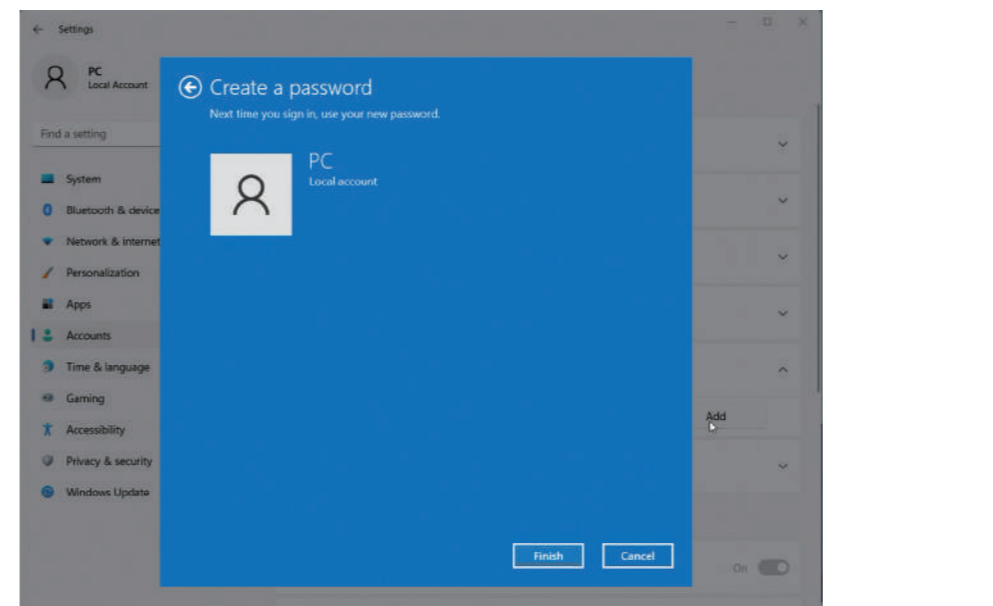 Settings
PC
Local Account
Find a setting
System
Bluetooth & device
Network & internet
Personalization
Apps
Accounts
Time & language
Gaming
Accessibility
Privacy & security
Windows Update
Create a password
Next time you sign in, use your new password.
PC
Local account
Add
Finish
Cancel
On